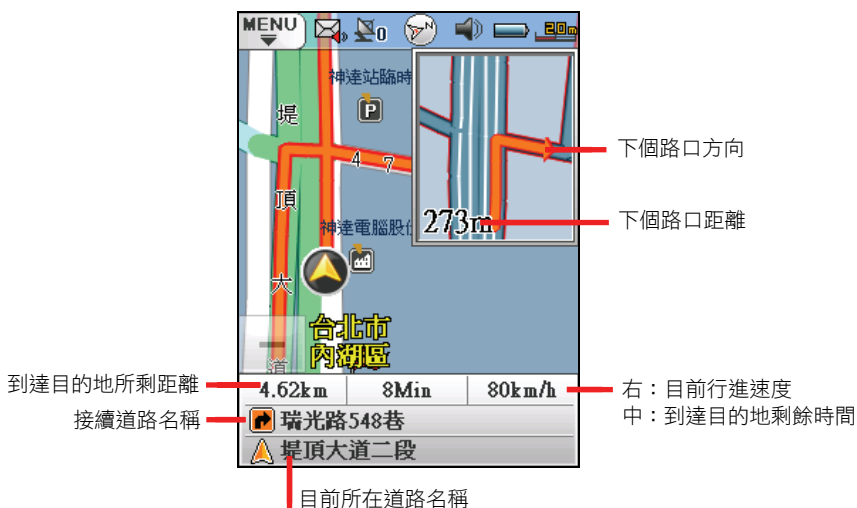 MENU
0
N
20m
神達站臨時
堤
4 7
頂
273m
神達電腦股份
大
台北市
內湖區
道
4.62km 8Min 80km/h
瑞光路548巷
堤頂大道二段
下個路口方向
下個路口距離
到達目的地所剩距離
接續道路名稱
右：目前行進速度
中：到達目的地剩餘時間
目前所在道路名稱